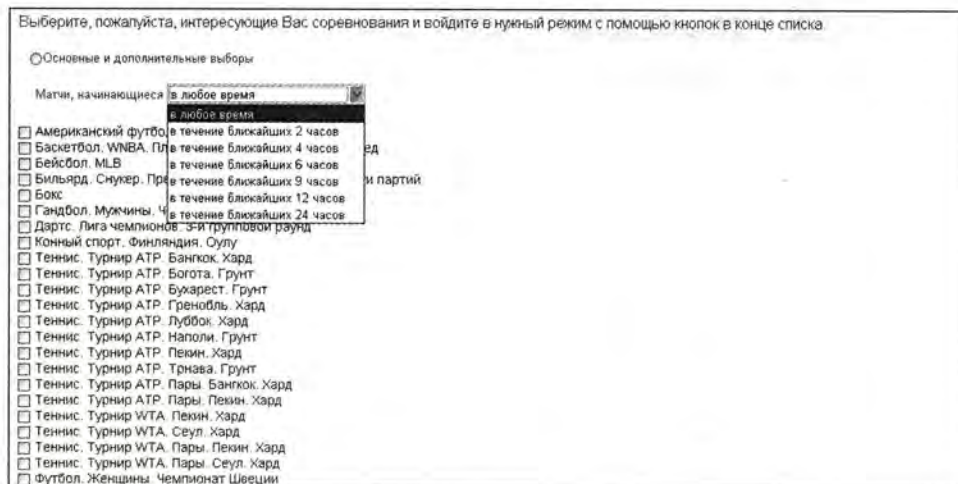 Выберите, пожалуйста, интересующие Вас соревнования и войдите в нужный режим с помощью кнопок в конце списка.
Основные и дополнительные выборы
Матчи, начинающиеся в любое время
в любое время
в течение ближайших 2 часов
в течение ближайших 4 часов
в течение ближайших 6 часов
в течение ближайших 9 часов
в течение ближайших 12 часов
в течение ближайших 24 часов
Американский футбо
Баскетбол. WNBA. Пл ед
Бейсбол. MLB
Бильярд. Снукер. Пре и партий
Бокс
Гандбол. Мужчины. Ч
Дартс. Лига чемпионов. 3-й групповой раунд
Конный спорт. Финляндия. Оулу
Теннис. Турнир ATP. Бангкок. Хард
Теннис. Турнир ATP. Богота. Грунт
Теннис. Турнир ATP. Бухарест. Грунт
Теннис. Турнир ATP. Гренобль. Хард
Теннис. Турнир ATP. Луббок. Хард
Теннис. Турнир ATP. Наполи. Грунт
Теннис. Турнир ATP. Пекин. Хард
Теннис. Турнир ATP. Трнава. Грунт
Теннис. Турнир ATP. Пары. Бангкок. Хард
Теннис. Турнир ATP. Пары. Пекин. Хард
Теннис. Турнир WTA. Пекин. Хард
Теннис. Турнир WTA. Сеул. Хард
Теннис. Турнир WTA. Пары. Пекин. Хард
Теннис. Турнир WTA. Пары. Сеул. Хард
Футбол. Женщины. Чемпионат Швеции